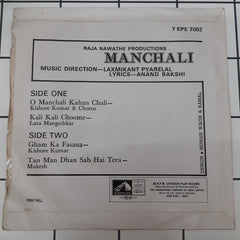 7 EPE 7002
RAJA NAWATHE PRODUCTIONS
MANCHALI
MUSIC DIRECTION—LAXMIKANT PYARELAL
LYRICS—ANAND BAKSHI
SIDE ONE
O Manchali Kahan Chali—
Kishore Kumar & Chorus
Kali Kali Choome—
Lata Mangeshkar
SIDE TWO
Gham Ka Fasana—
Kishore Kumar
Tan Man Dhan Sab Hai Tera—
Mukesh